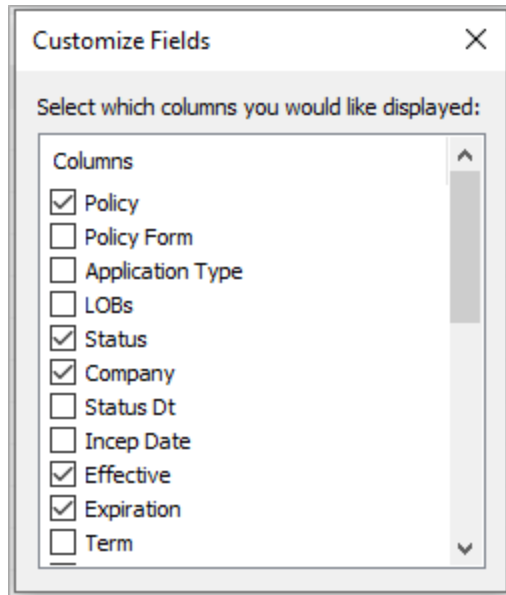 Customize Fields
Select which columns you would like displayed:
Columns
Policy
Policy Form
Application Type
LOBs
Status
Company
Status Dt
Incep Date
Effective
Expiration
Term